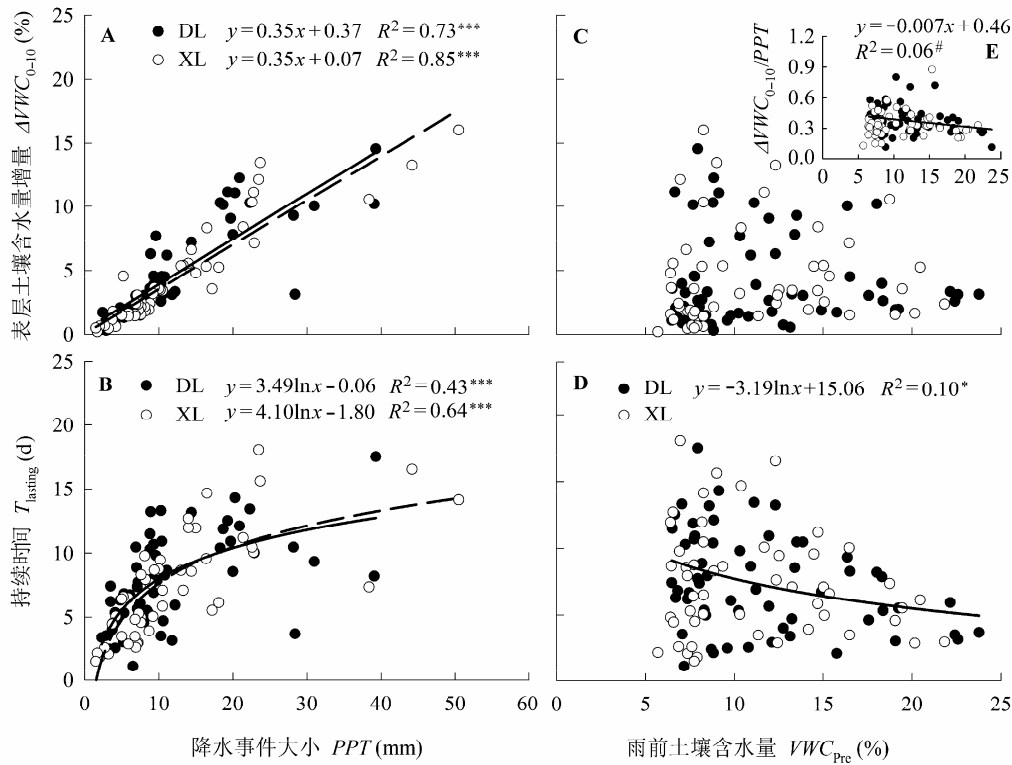 A
DL y=0.35x+0.37 R²=0.73***
XL y=0.35x+0.07 R²=0.85***
表层土壤含水量增量 ΔVWC₀₋₁₀ (%)
25
20
15
10
5
0
B
DL y=3.49lnx−0.06 R²=0.43***
XL y=4.10lnx−1.80 R²=0.64***
持续时间 Tlasting (d)
25
20
15
10
5
0
0 10 20 30 40 50 60
降水事件大小 PPT (mm)
C
y=−0.007x+0.46
R²=0.06# E
ΔVWC₀₋₁₀/PPT
1.2
0.9
0.6
0.3
0.0
0 5 10 15 20 25
D
DL y=−3.19lnx+15.06 R²=0.10*
XL
0 5 10 15 20 25
雨前土壤含水量 VWCPre (%)